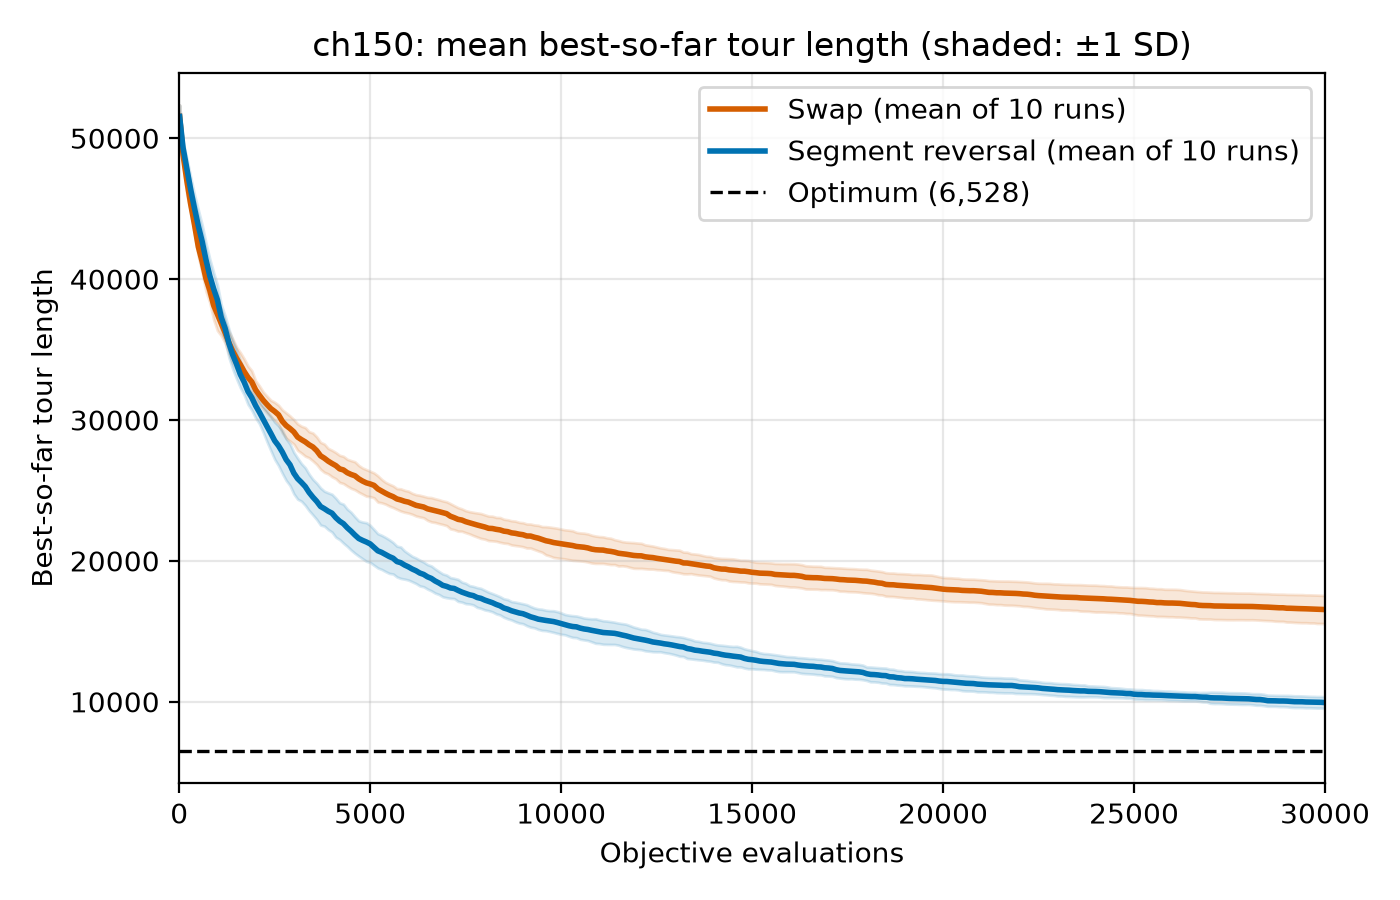 ch150: mean best-so-far tour length (shaded: ±1 SD)
Swap (mean of 10 runs)
Segment reversal (mean of 10 runs)
Optimum (6,528)
Best-so-far tour length
50000
40000
30000
20000
10000
0 5000 10000 15000 20000 25000 30000
Objective evaluations